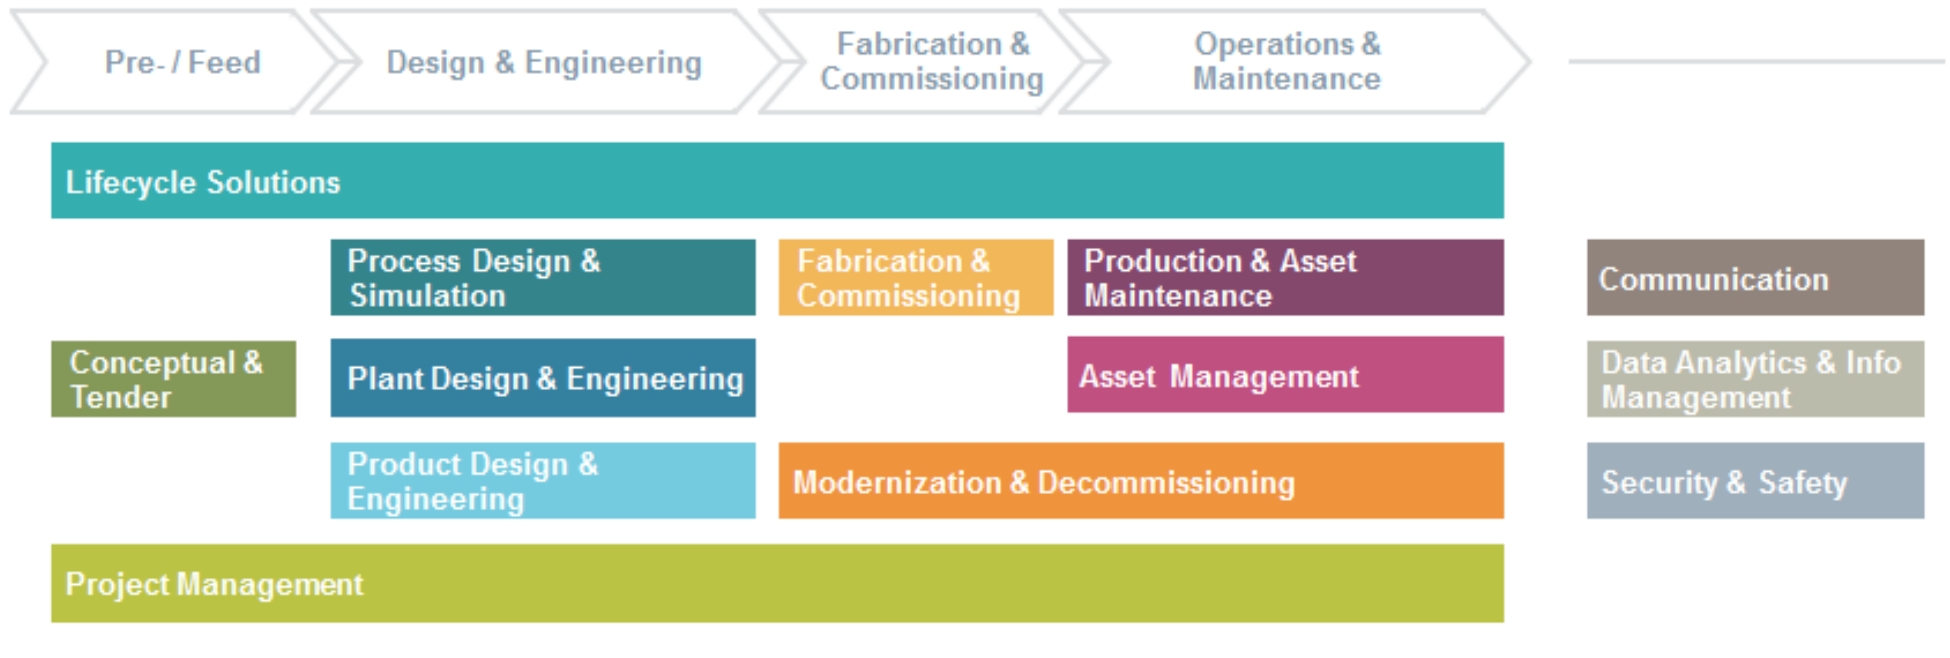 Pre- / Feed
Design & Engineering
Fabrication &
Commissioning
Operations &
Maintenance
Lifecycle Solutions
Process Design &
Simulation
Fabrication &
Commissioning
Production & Asset
Maintenance
Communication
Conceptual &
Tender
Plant Design & Engineering
Asset Management
Data Analytics & Info
Management
Product Design &
Engineering
Modernization & Decommissioning
Security & Safety
Project Management